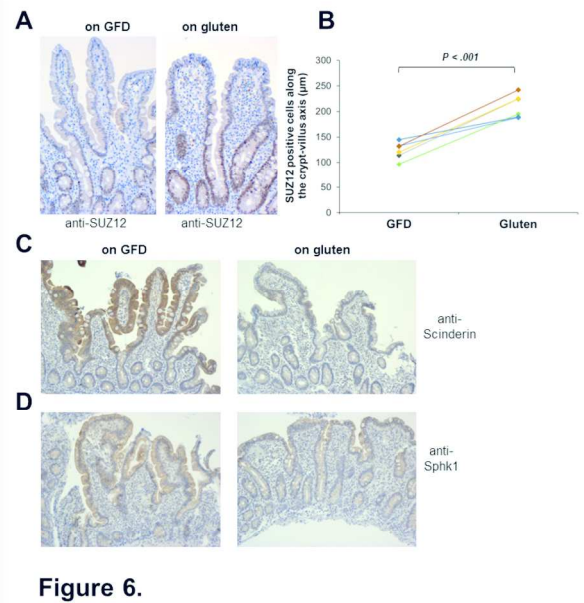 A
on GFD
on gluten
anti-SUZ12
anti-SUZ12
B
P < .001
SUZ12 positive cells along
the crypt-villus axis (µm)
300
250
200
150
100
50
0
GFD
Gluten
C
on GFD
on gluten
anti-
Scinderin
D
anti-
Sphk1
Figure 6.